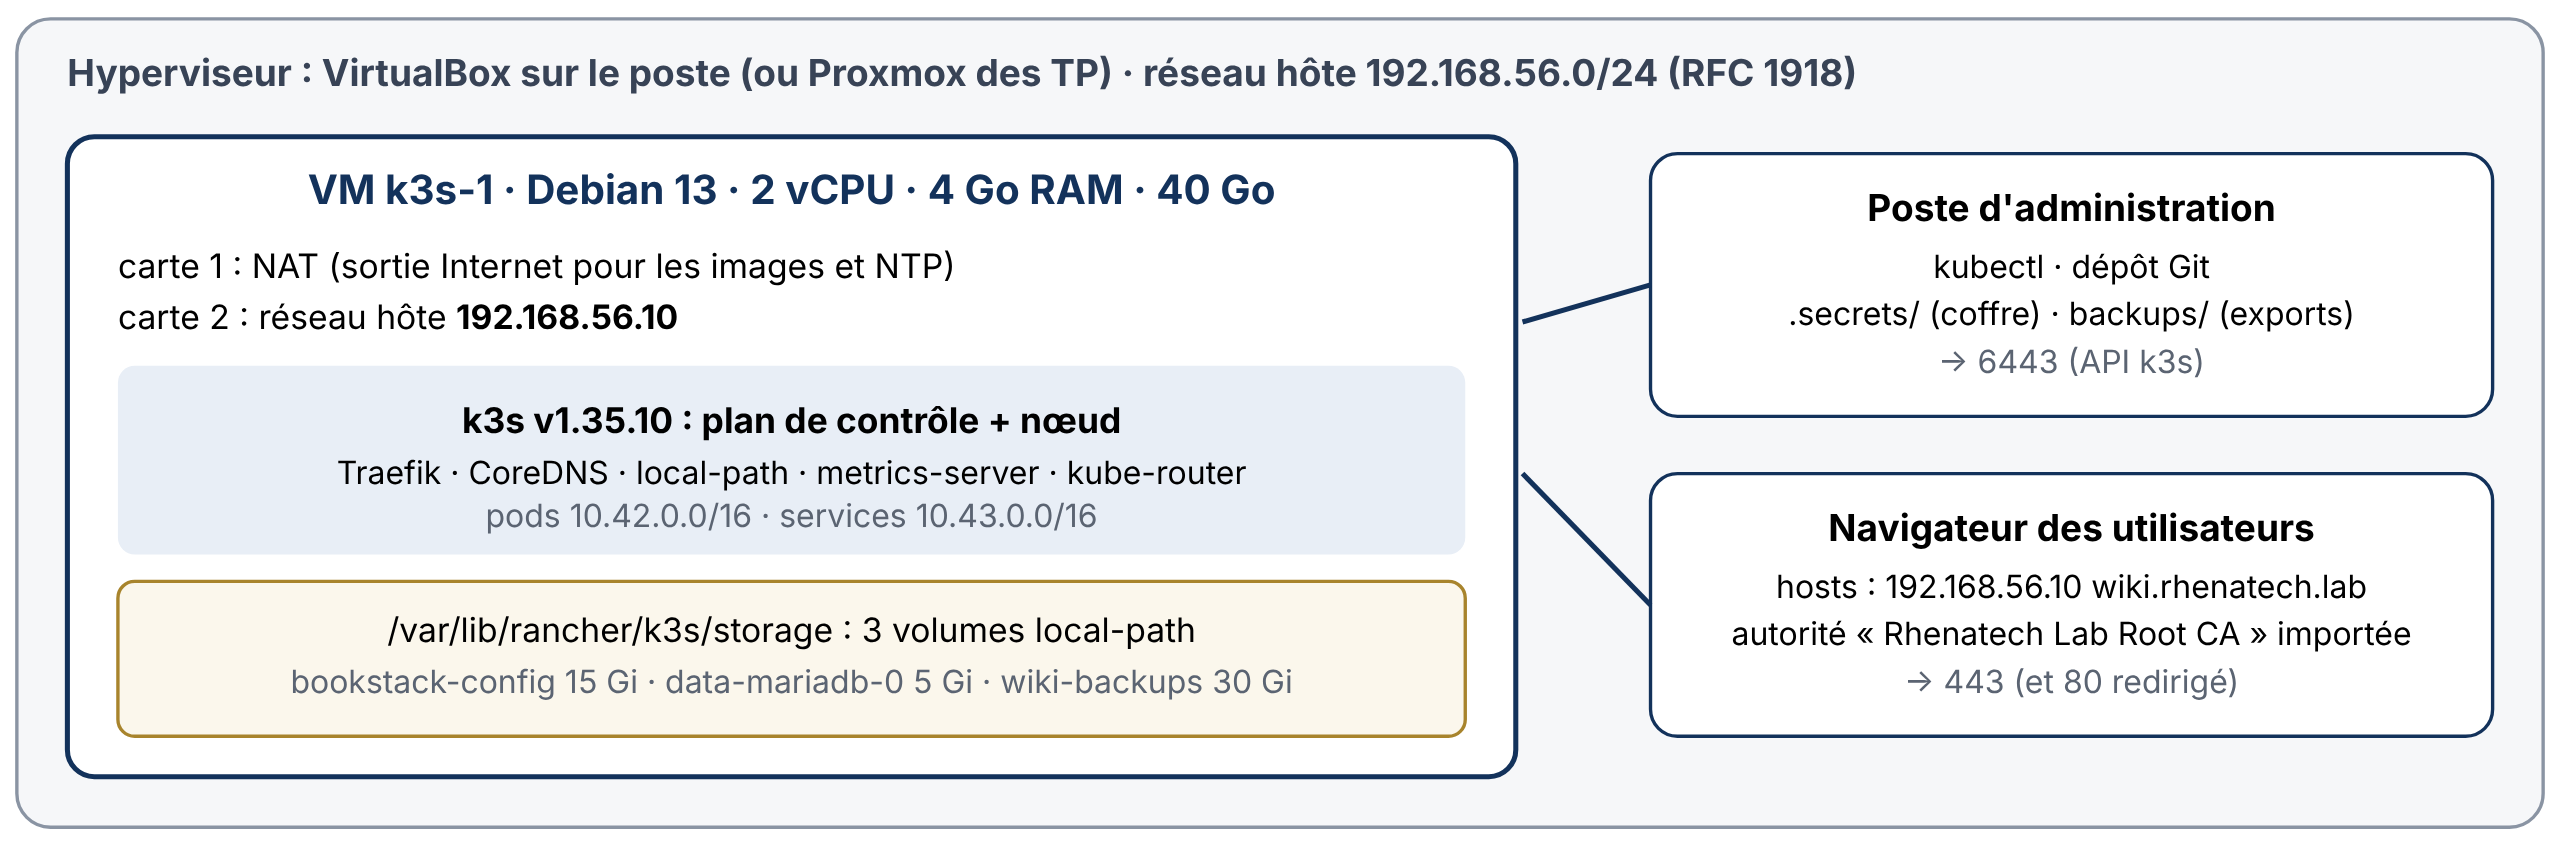 Hyperviseur : VirtualBox sur le poste (ou Proxmox des TP) · réseau hôte 192.168.56.0/24 (RFC 1918)
VM k3s-1 · Debian 13 · 2 vCPU · 4 Go RAM · 40 Go
carte 1 : NAT (sortie Internet pour les images et NTP)
carte 2 : réseau hôte 192.168.56.10
k3s v1.35.10 : plan de contrôle + nœud
Traefik · CoreDNS · local-path · metrics-server · kube-router
pods 10.42.0.0/16 · services 10.43.0.0/16
/var/lib/rancher/k3s/storage : 3 volumes local-path
bookstack-config 15 Gi · data-mariadb-0 5 Gi · wiki-backups 30 Gi
Poste d'administration
kubectl · dépôt Git
.secrets/ (coffre) · backups/ (exports)
→ 6443 (API k3s)
Navigateur des utilisateurs
hosts : 192.168.56.10 wiki.rhenatech.lab
autorité « Rhenatech Lab Root CA » importée
→ 443 (et 80 redirigé)